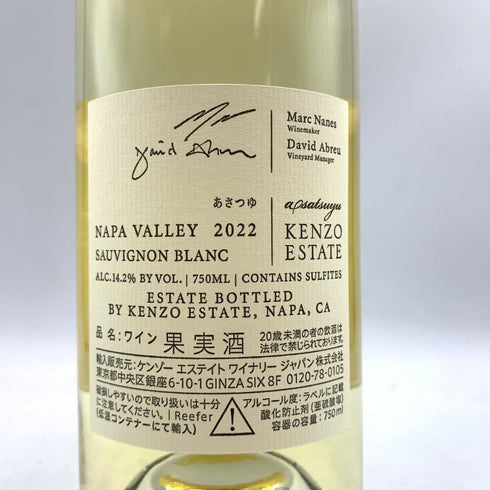 David Abreu
Marc Nanes
Winemaker
David Abreu
Vineyard Manager
あさつゆ
asatsuyu
NAPA VALLEY 2022
SAUVIGNON BLANC
KENZO
ESTATE
ALC.14.2% BY VOL. | 750ML | CONTAINS SULFITES
ESTATE BOTTLED
BY KENZO ESTATE, NAPA, CA
品名:ワイン 果実酒 20歳未満の者の飲酒は
法律で禁じられております。
輸入販売元:ケンゾー エステイト ワイナリー ジャパン株式会社
東京都中央区銀座6-10-1 GINZA SIX 8F 0120-78-0105
破損しやすいので取り扱いは十分
に注意してください。 | Reefer
(低温コンテナーにて輸入)
アルコール度:ラベルに記載
酸化防止剤(亜硫酸塩)
容器の容量:750ml